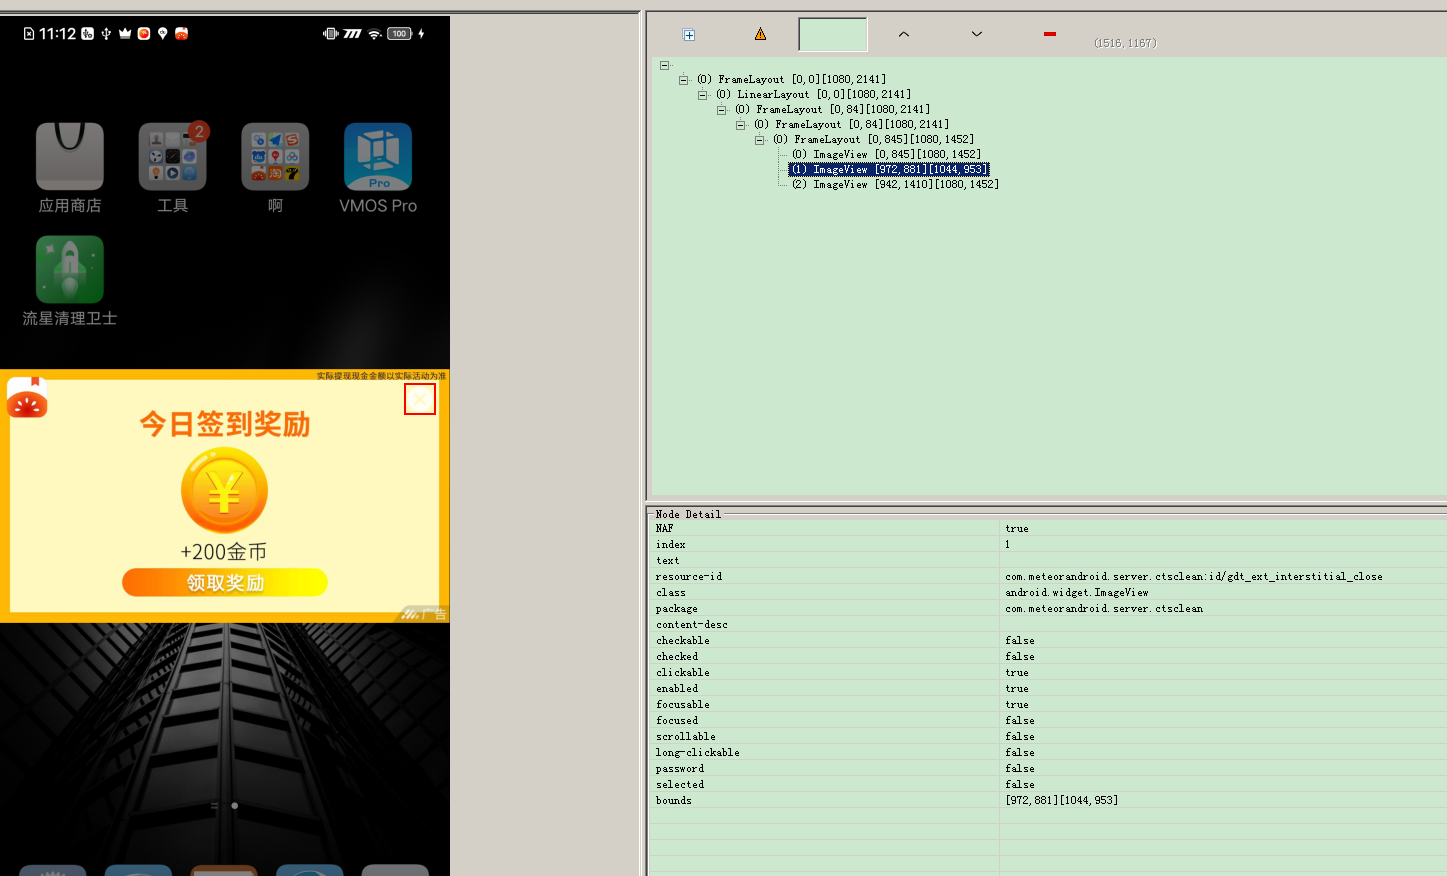 11:12
100
2
应用商店
工具
啊
Pro
VMOS Pro
流星清理卫士
实际提现现金金额以实际活动为准
今日签到奖励
¥
+200金币
领取奖励
广告
(1516,1167)
(0) FrameLayout [0,0][1080,2141]
(0) LinearLayout [0,0][1080,2141]
(0) FrameLayout [0,84][1080,2141]
(0) FrameLayout [0,84][1080,2141]
(0) FrameLayout [0,845][1080,1452]
(0) ImageView [0,845][1080,1452]
(1) ImageView [972,881][1044,953]
(2) ImageView [942,1410][1080,1452]
Node Detail
NAF true
index 1
text
resource-id com.meteorandroid.server.ctsclean:id/gdt_ext_interstitial_close
class android.widget.ImageView
package com.meteorandroid.server.ctsclean
content-desc
checkable false
checked false
clickable true
enabled true
focusable true
focused false
scrollable false
long-clickable false
password false
selected false
bounds [972,881][1044,953]